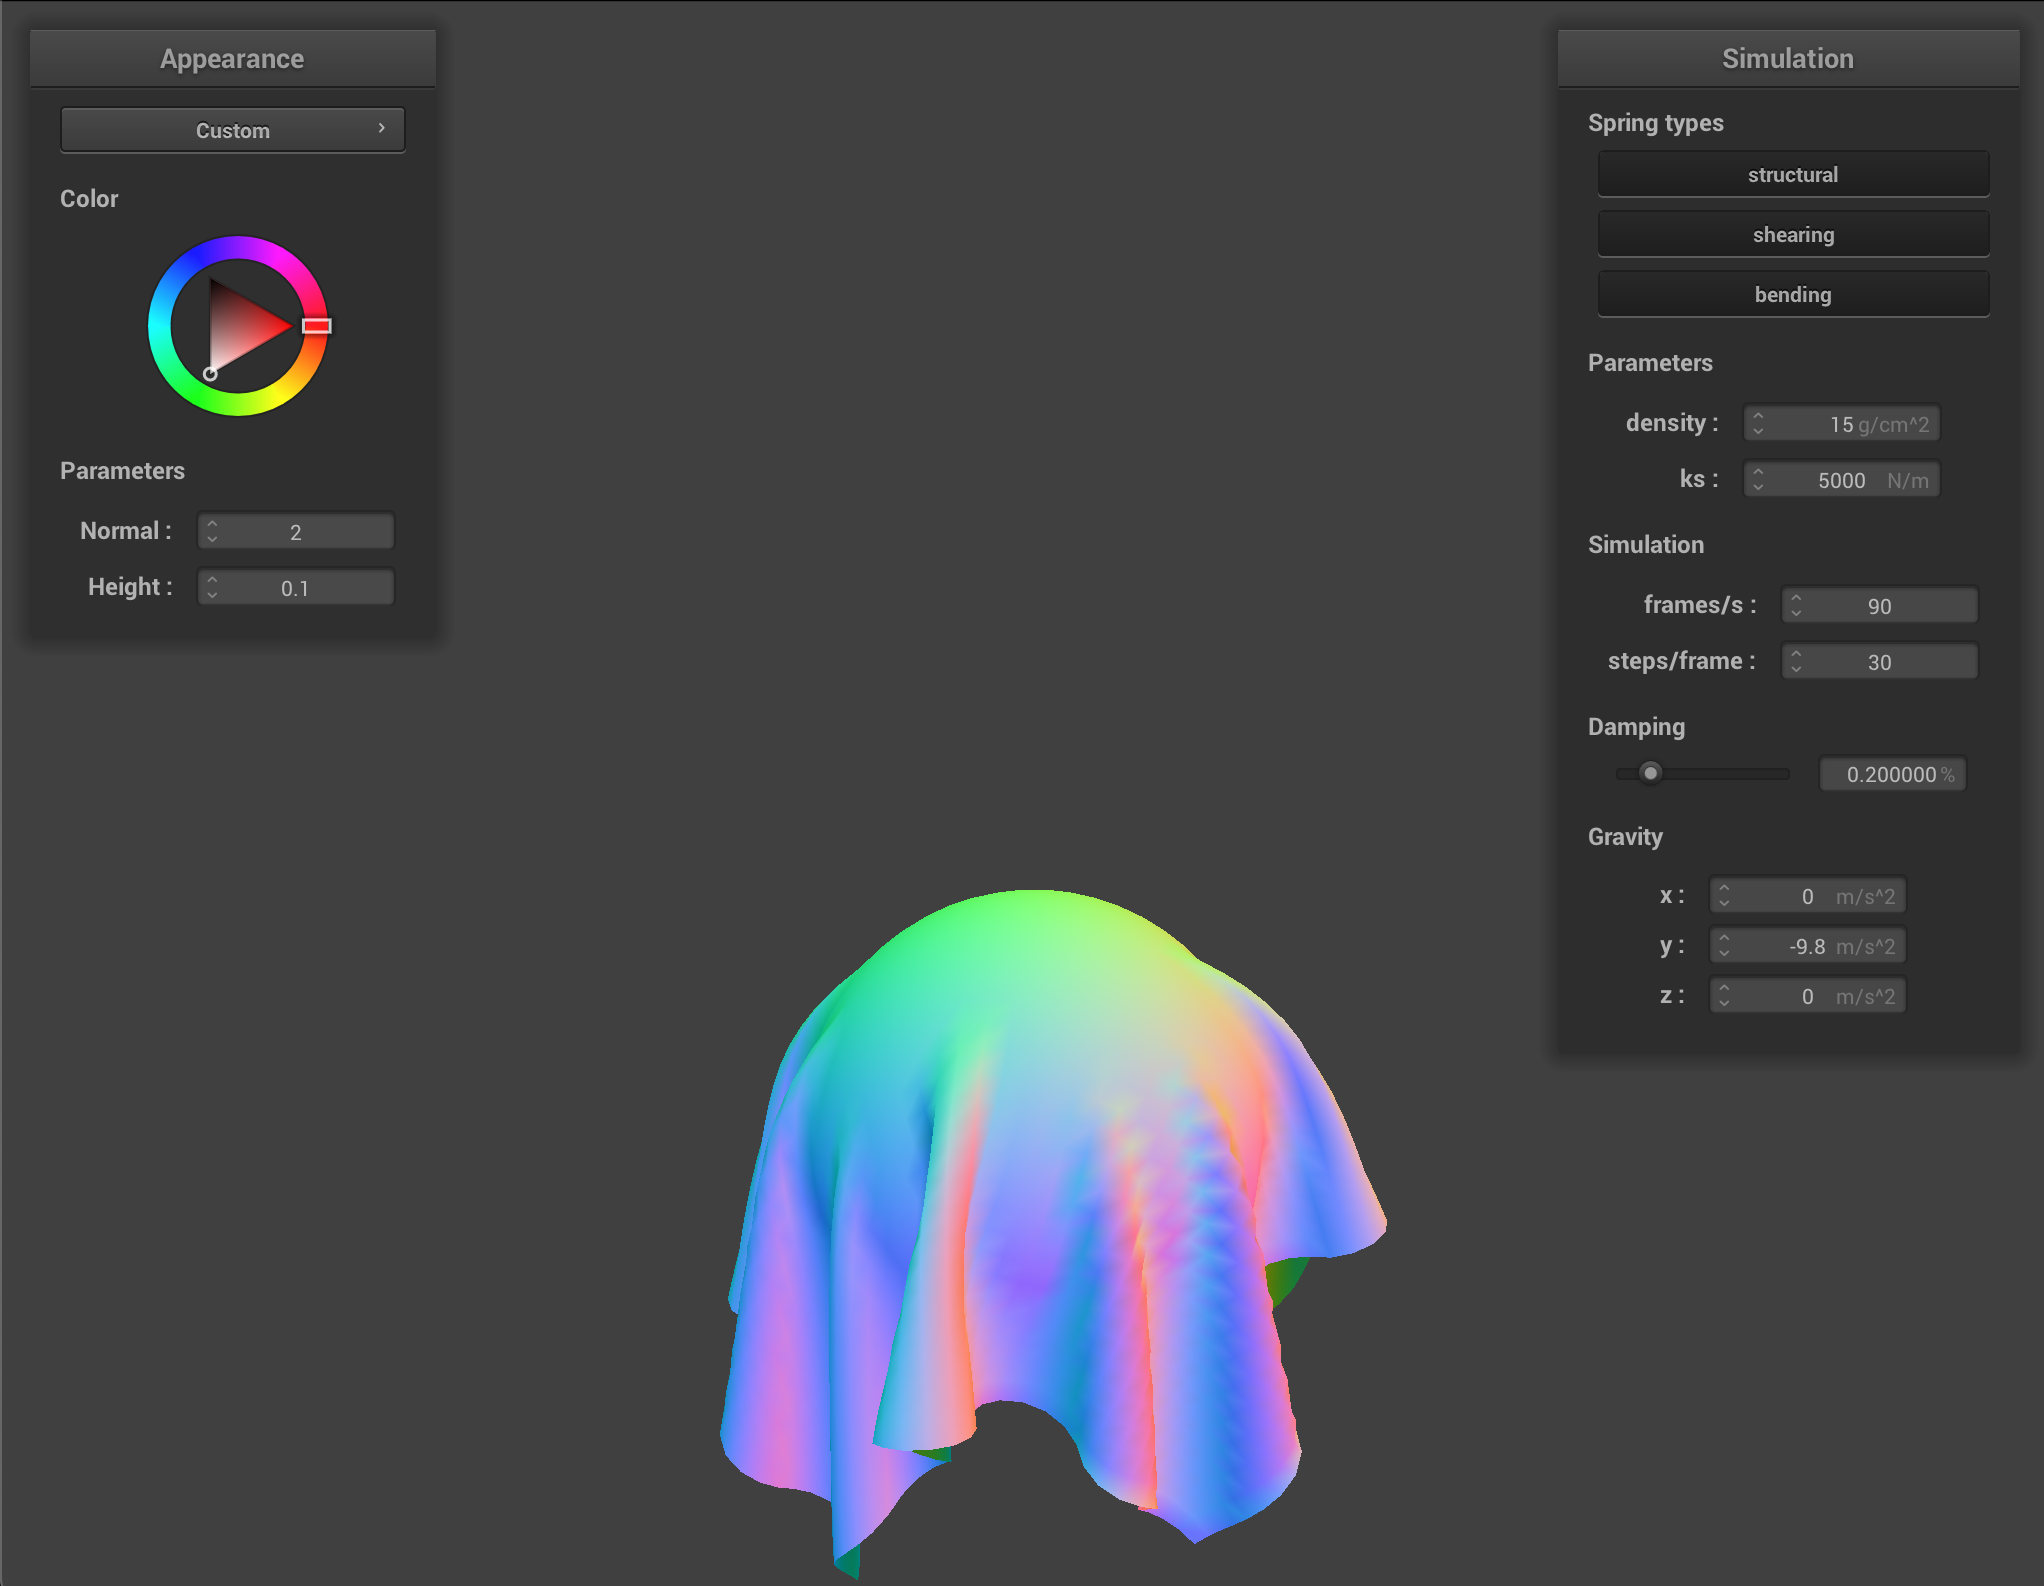 Appearance
Custom
Color
Parameters
Normal : 2
Height : 0.1
Simulation
Spring types
structural
shearing
bending
Parameters
density : 15 g/cm^2
ks : 5000 N/m
Simulation
frames/s : 90
steps/frame : 30
Damping
0.200000 %
Gravity
x : 0 m/s^2
y : -9.8 m/s^2
z : 0 m/s^2